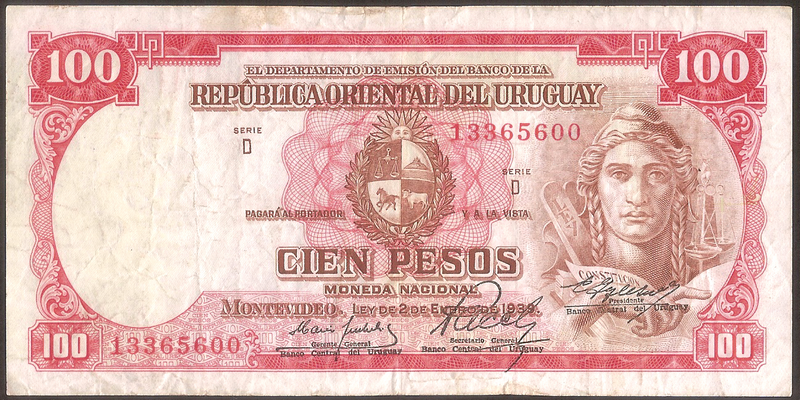 100 100
EL DEPARTAMENTO DE EMISIÓN DEL BANCO DE LA
REPÚBLICA ORIENTAL DEL URUGUAY
13365600
SERIE
D
SERIE
D
LEY
PAGARÁ AL PORTADOR Y A LA VISTA
CIEN PESOS
MONEDA NACIONAL
MONTEVIDEO. LEY DE 2 DE ENERO DE 1939.
Presidente
Banco Central del Uruguay
Gerente General
Banco Central del Uruguay
Secretario General
Banco Central del Uruguay
100 13365600 100